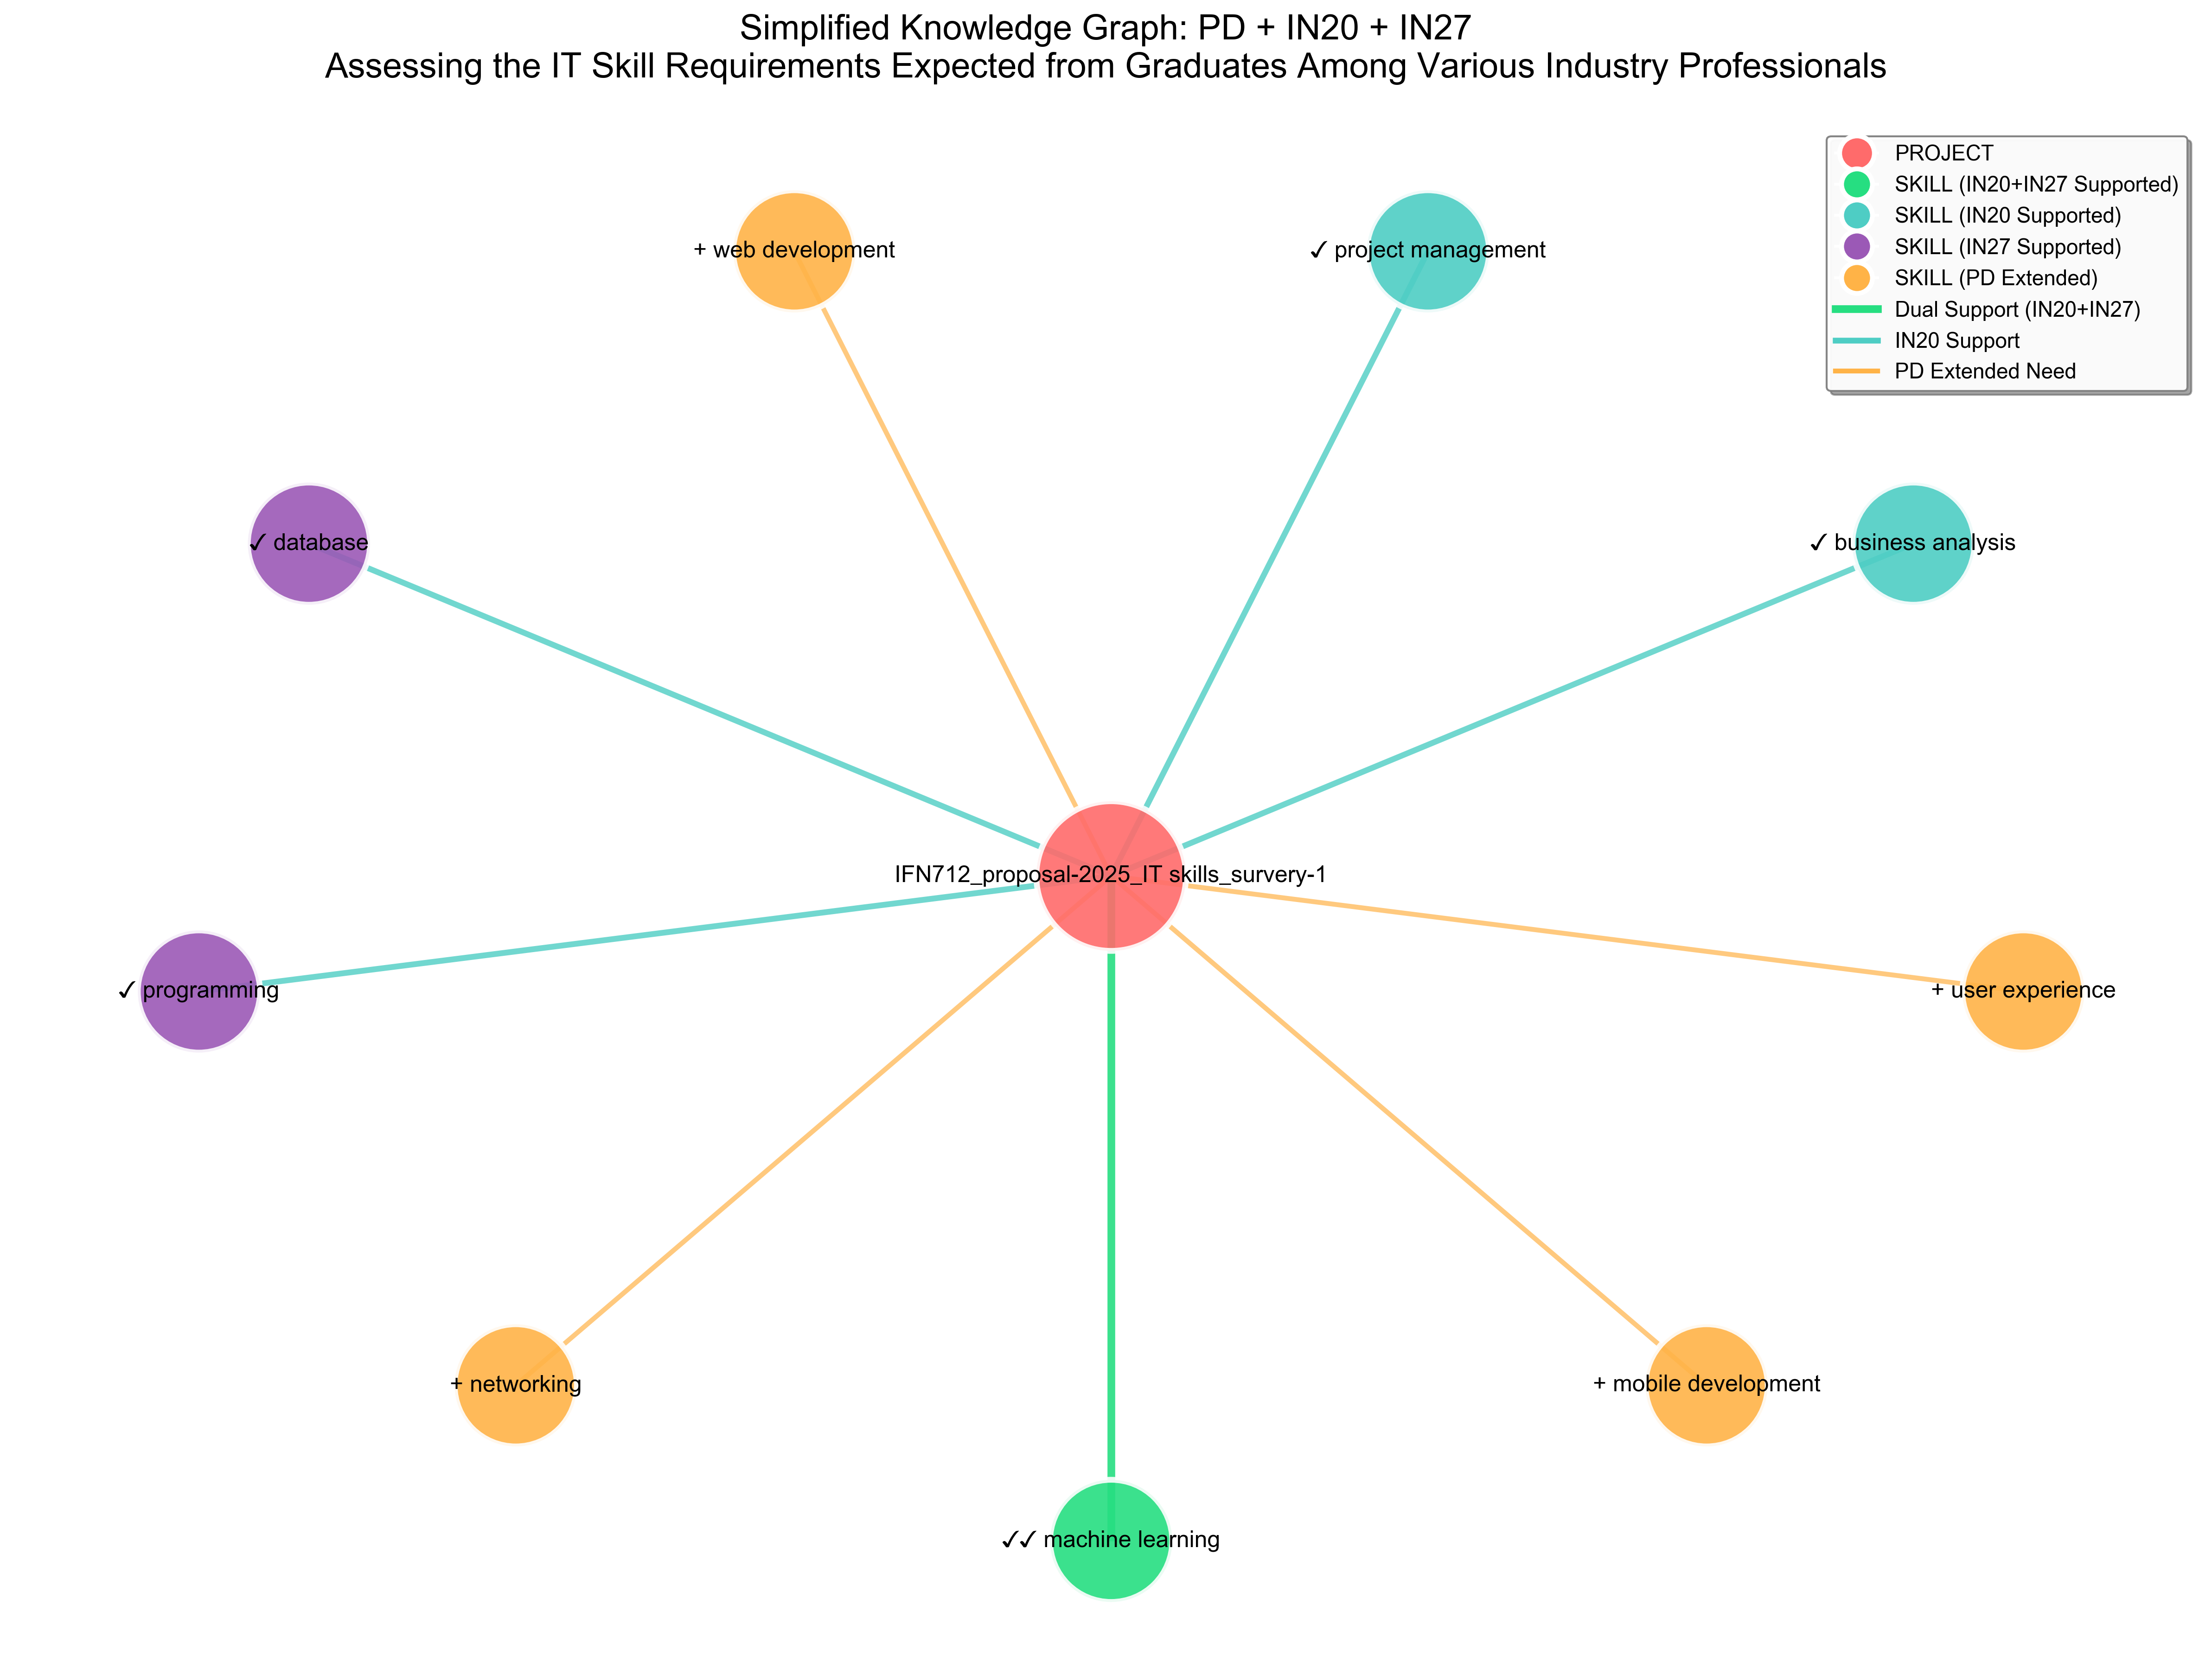 Simplified Knowledge Graph: PD + IN20 + IN27
Assessing the IT Skill Requirements Expected from Graduates Among Various Industry Professionals
PROJECT
SKILL (IN20+IN27 Supported)
SKILL (IN20 Supported)
SKILL (IN27 Supported)
SKILL (PD Extended)
Dual Support (IN20+IN27)
IN20 Support
PD Extended Need
+ web development
✓ project management
✓ database
✓ business analysis
IFN712_proposal-2025_IT skills_survery-1
✓ programming
+ user experience
+ networking
+ mobile development
✓✓ machine learning